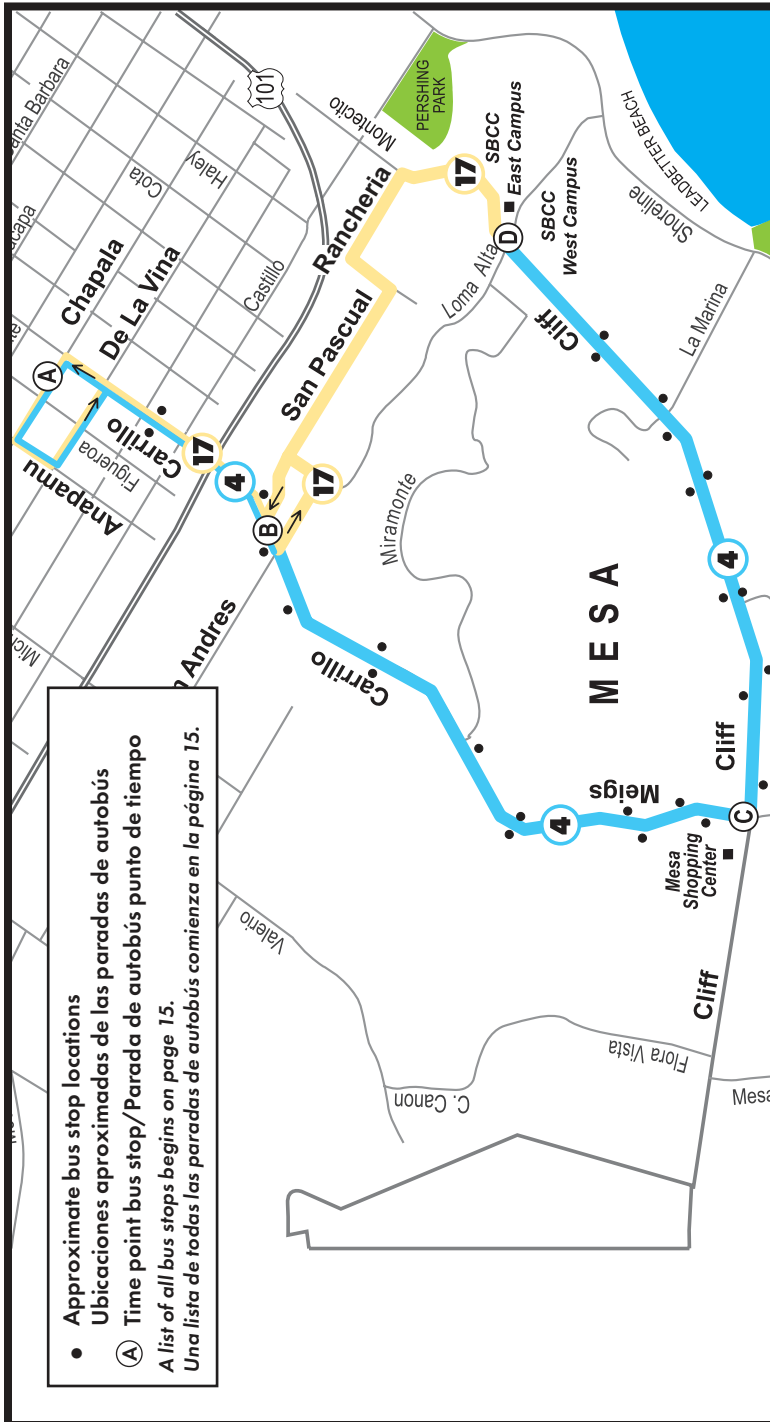 Approximate bus stop locations
Ubicaciones aproximadas de las paradas de autobús
A Time point bus stop/Parada de autobús punto de tiempo
A list of all bus stops begins on page 15.
Una lista de todas las paradas de autobús comienza en la página 15.
Anapamu
Figueroa
Carrillo
A
Chapala
De La Vina
Cota
Haley
Castillo
101
17
4
B
17
San Pascual
Rancheria
Montecito
PERSHING
PARK
17
SBCC
East Campus
D
SBCC
West Campus
Loma Alta
LEADBETTER BEACH
Shoreline
La Marina
Cliff
Miramonte
MESA
Carrillo
4
Meigs
4
Cliff
C
Mesa
Shopping
Center
Cliff
Valerio
Flora Vista
C. Canon
Mesa